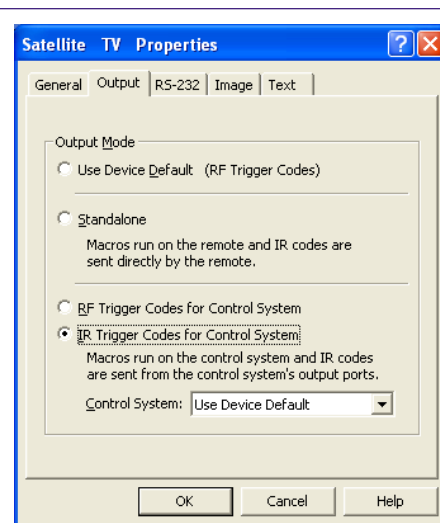 Satellite TV Properties
General Output RS-232 Image Text
Output Mode
Use Device Default (RF Trigger Codes)
Standalone
Macros run on the remote and IR codes are
sent directly by the remote.
RF Trigger Codes for Control System
IR Trigger Codes for Control System
Macros run on the control system and IR codes
are sent from the control system's output ports.
Control System: Use Device Default
OK Cancel Help